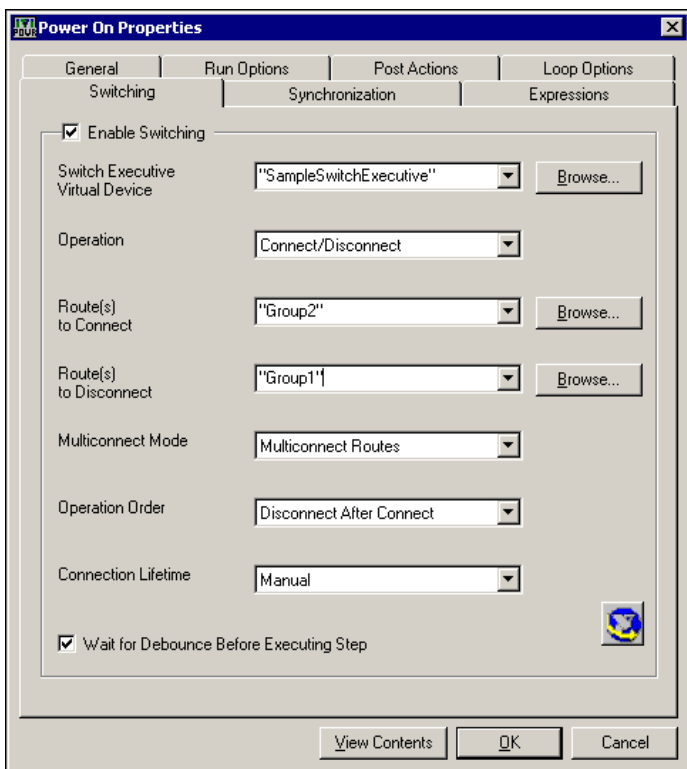 Power On Properties
General
Run Options
Post Actions
Loop Options
Switching
Synchronization
Expressions
Enable Switching
Switch Executive
Virtual Device
"SampleSwitchExecutive"
Browse...
Operation
Connect/Disconnect
Route(s)
to Connect
"Group2"
Browse...
Route(s)
to Disconnect
"Group1"
Browse...
Multiconnect Mode
Multiconnect Routes
Operation Order
Disconnect After Connect
Connection Lifetime
Manual
Wait for Debounce Before Executing Step
View Contents
OK
Cancel